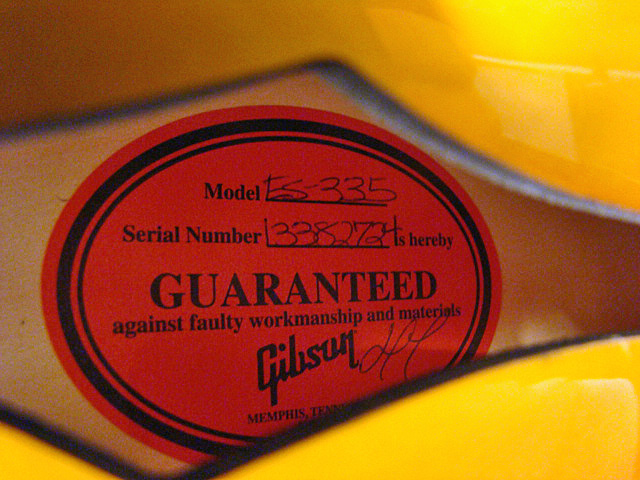 Model ES-335
Serial Number 13382724 is hereby
GUARANTEED
against faulty workmanship and materials
Gibson
MEMPHIS,